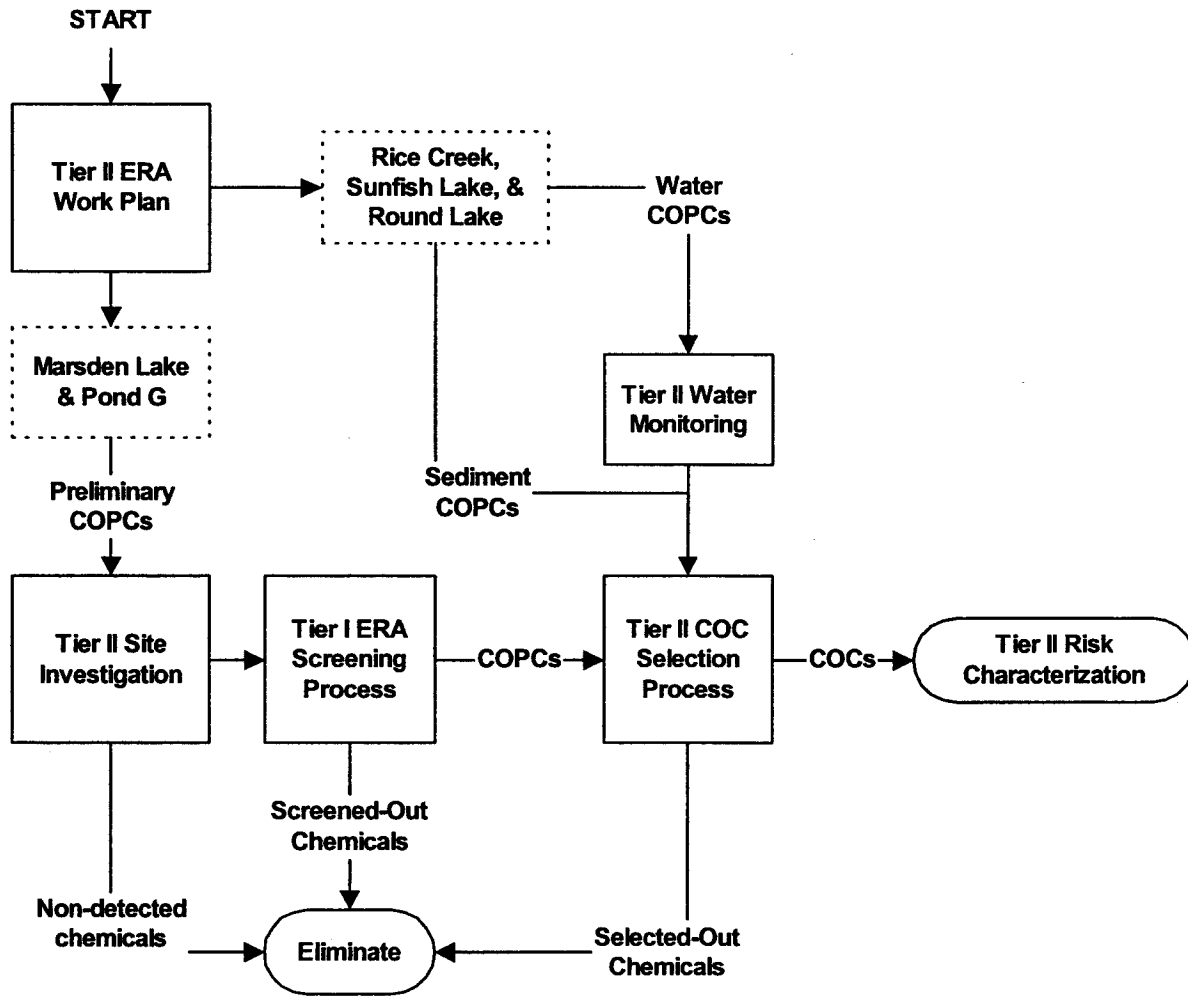 START
Tier II ERA
Work Plan
Rice Creek,
Sunfish Lake, &
Round Lake
Water
COPCs
Marsden Lake
& Pond G
Tier II Water
Monitoring
Preliminary
COPCs
Sediment
COPCs
Tier II Site
Investigation
Tier I ERA
Screening
Process
COPCs
Tier II COC
Selection
Process
COCs
Tier II Risk
Characterization
Screened-Out
Chemicals
Non-detected
chemicals
Eliminate
Selected-Out
Chemicals